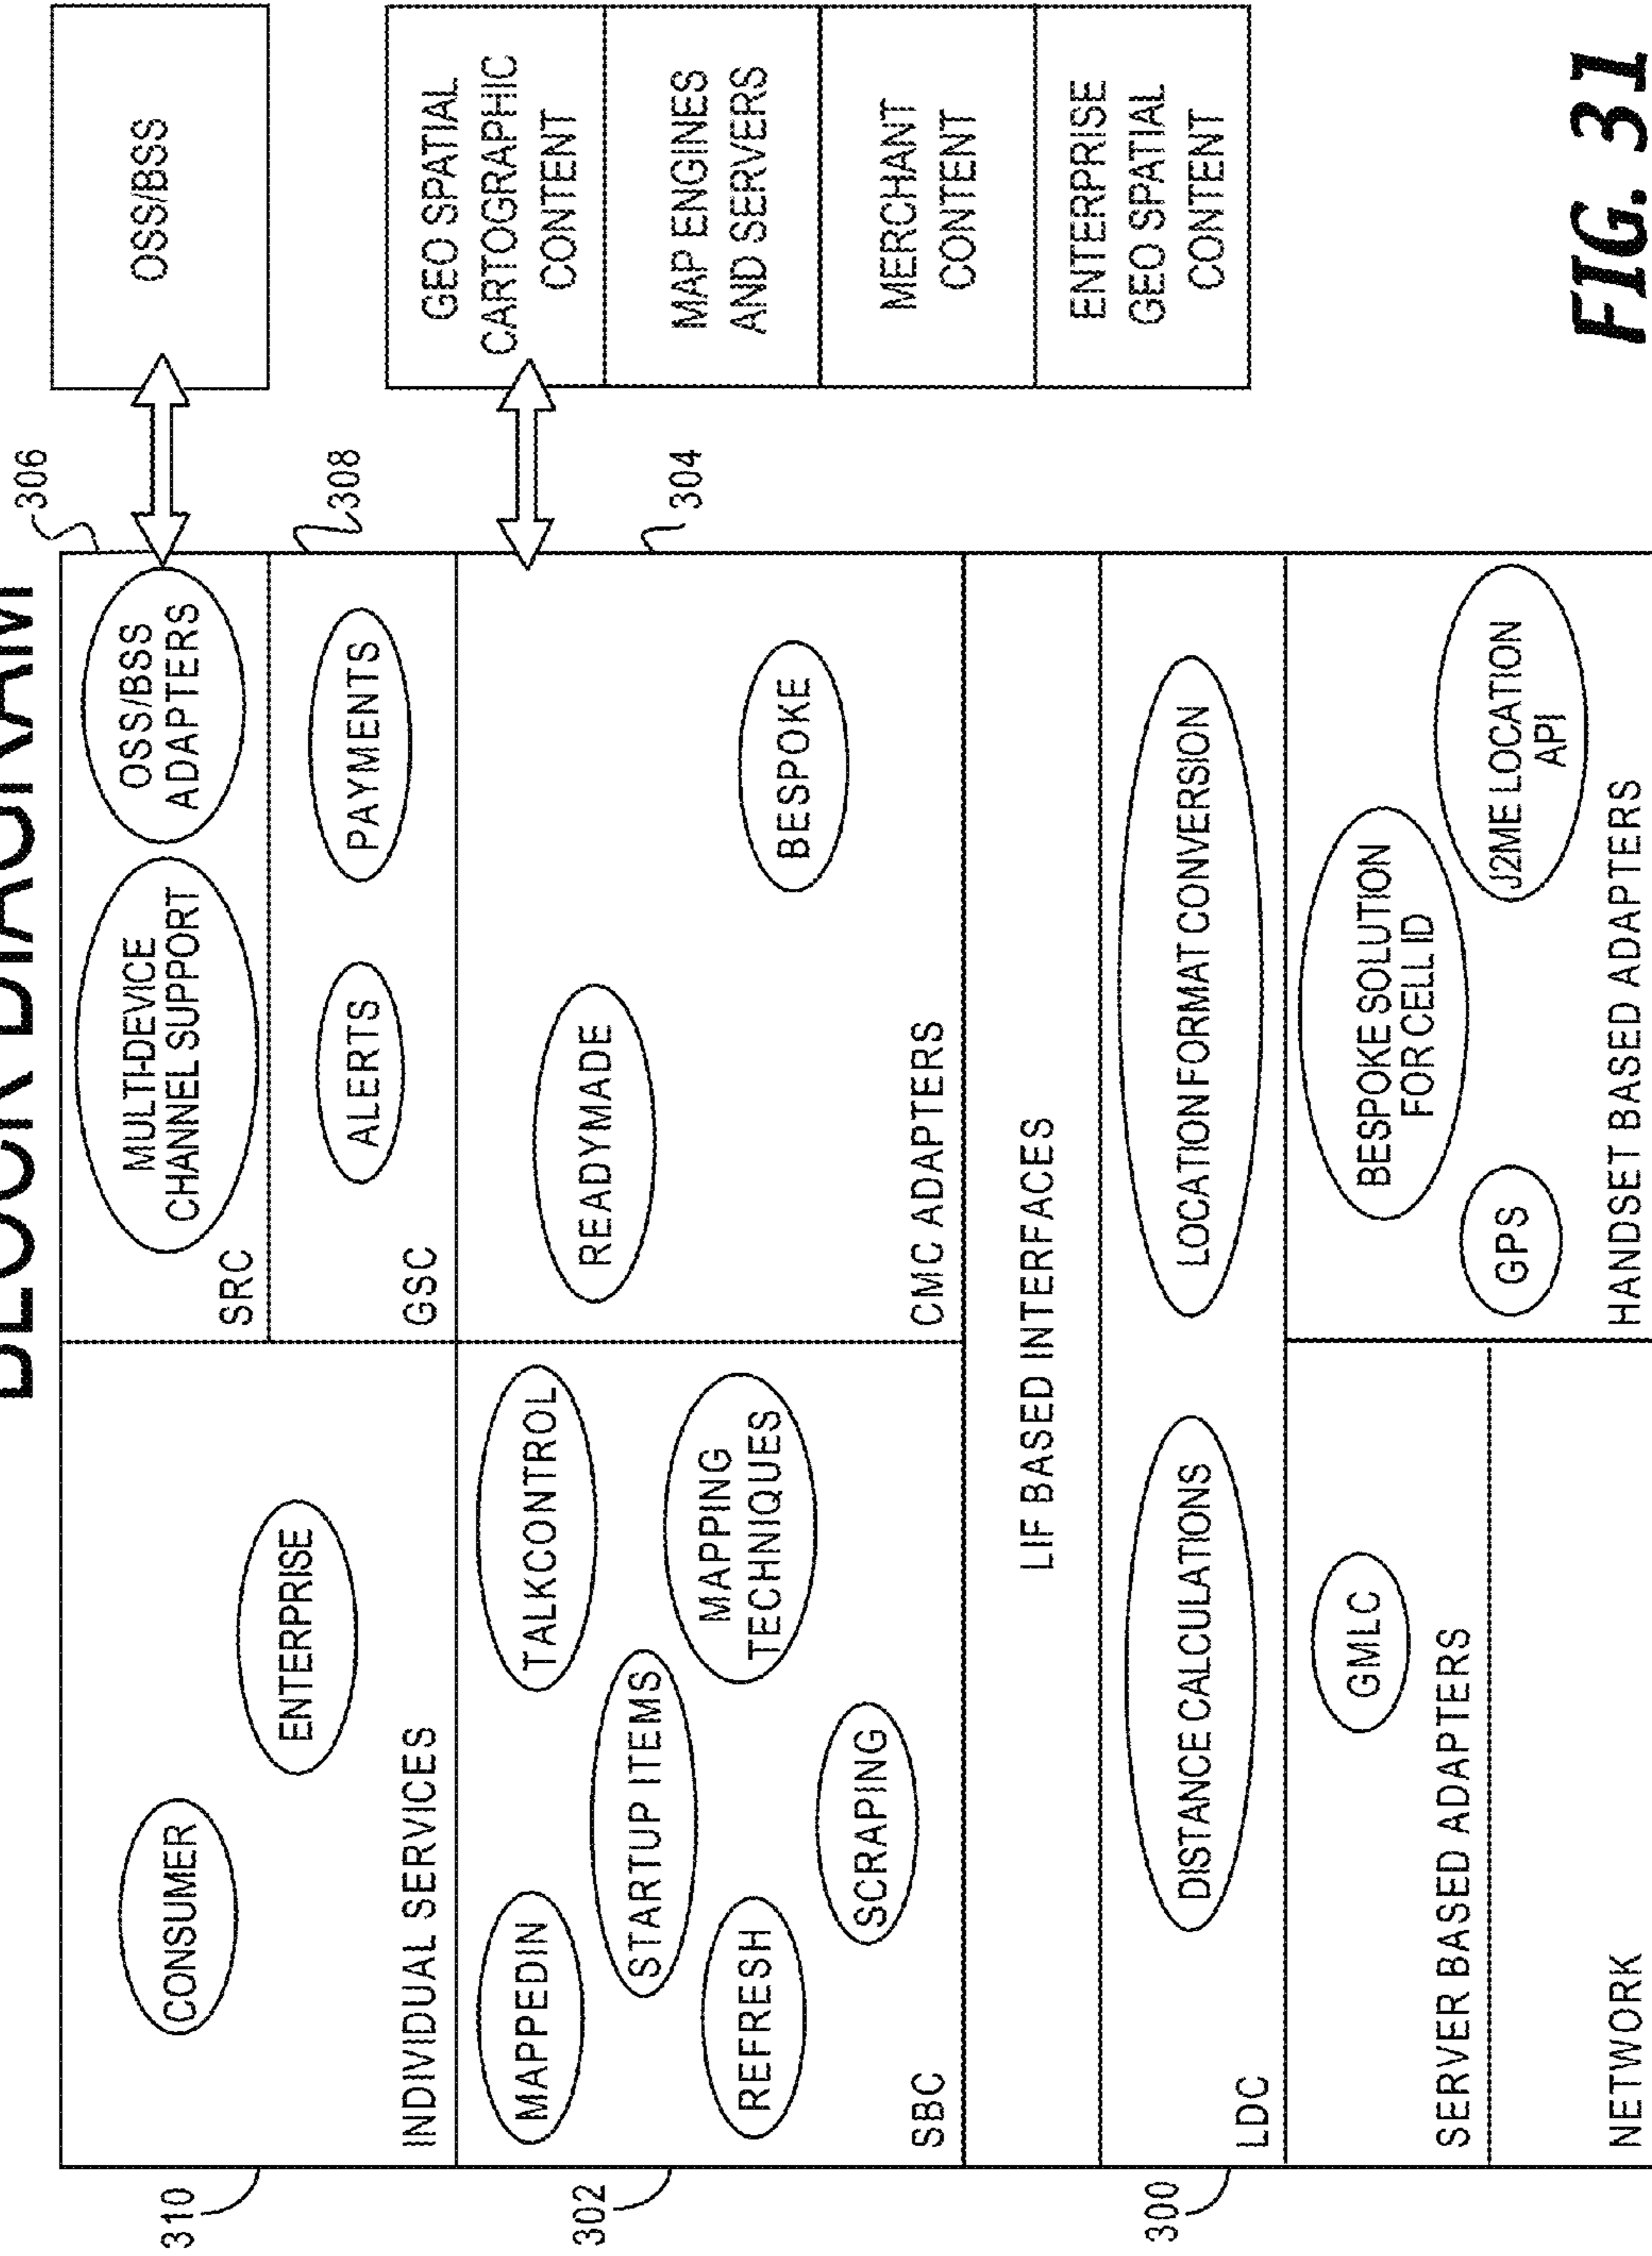 BLOCK DIAGRAM
310
CONSUMER
ENTERPRISE
INDIVIDUAL SERVICES
306
MULTI-DEVICE
CHANNEL SUPPORT
OSS/BSS
ADAPTERS
SRC
OSS/BSS
308
ALERTS
PAYMENTS
GSC
302
MAPPEDIN
TALKCONTROL
STARTUP ITEMS
REFRESH
MAPPING
TECHNIQUES
SCRAPING
SBC
304
READYMADE
BESPOKE
CMC ADAPTERS
GEO SPATIAL
CARTOGRAPHIC
CONTENT
MAP ENGINES
AND SERVERS
MERCHANT
CONTENT
ENTERPRISE
GEO SPATIAL
CONTENT
LIF BASED INTERFACES
300
DISTANCE CALCULATIONS
LOCATION FORMAT CONVERSION
LDC
GMLC
SERVER BASED ADAPTERS
BESPOKE SOLUTION
FOR CELL ID
GPS
J2ME LOCATION
API
HANDSET BASED ADAPTERS
NETWORK
FIG. 31